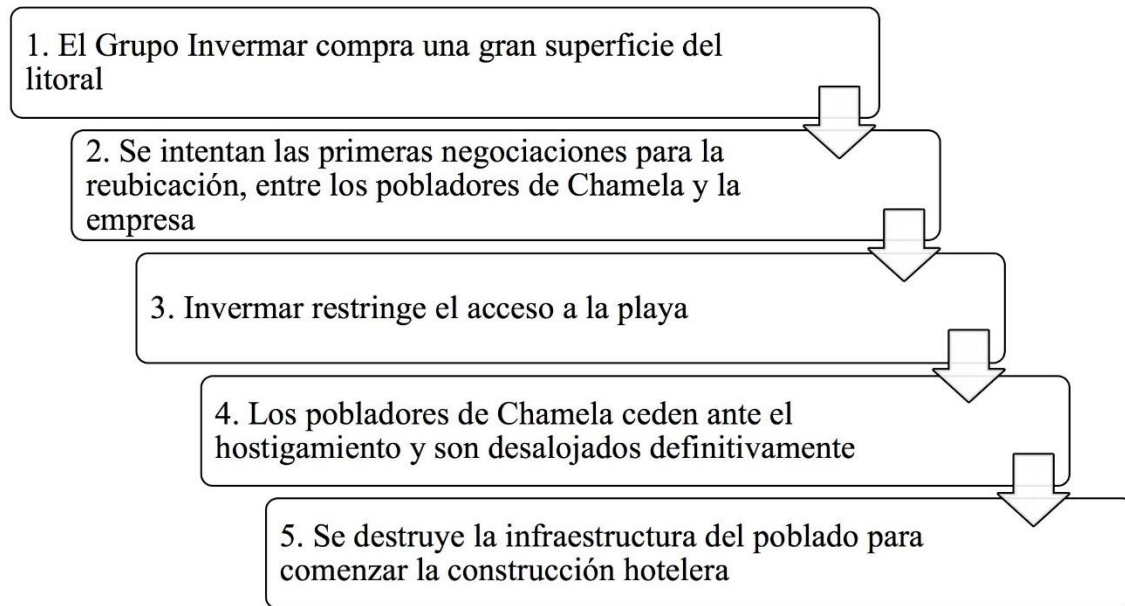 1. El Grupo Invermar compra una gran superficie del
litoral
2. Se intentan las primeras negociaciones para la
reubicación, entre los pobladores de Chamela y la
empresa
3. Invermar restringe el acceso a la playa
4. Los pobladores de Chamela ceden ante el
hostigamiento y son desalojados definitivamente
5. Se destruye la infraestructura del poblado para
comenzar la construcción hotelera